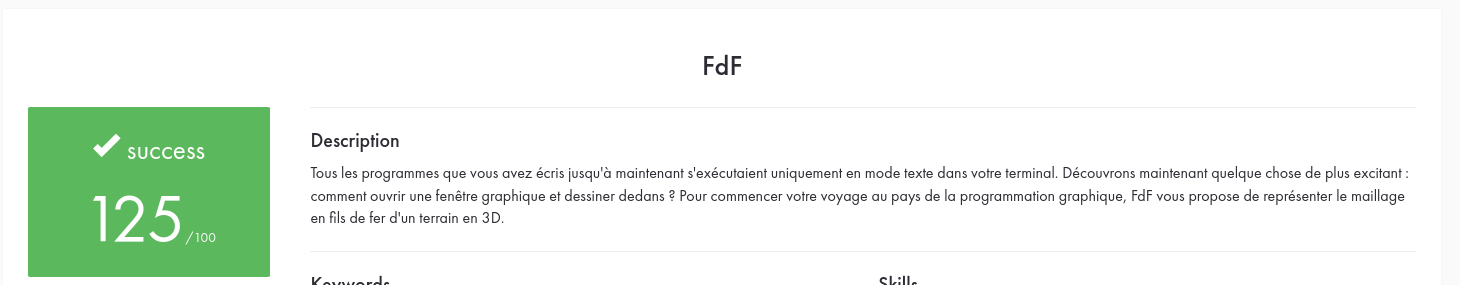 FdF
success
125 /100
Description
Tous les programmes que vous avez écris jusqu'à maintenant s'exécutaient uniquement en mode texte dans votre terminal. Découvrons maintenant quelque chose de plus excitant :
comment ouvrir une fenêtre graphique et dessiner dedans ? Pour commencer votre voyage au pays de la programmation graphique, FdF vous propose de représenter le maillage
en fils de fer d'un terrain en 3D.
Keywords
Skills